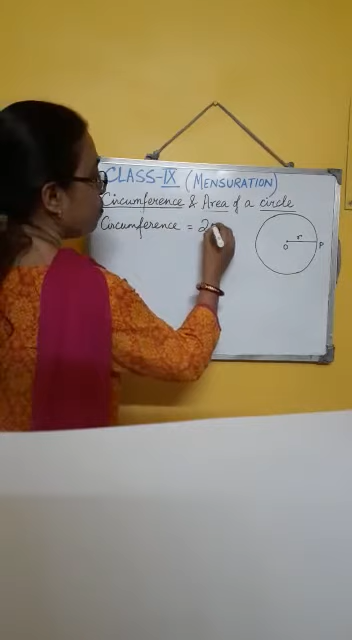 CLASS-IX (MENSURATION)
Circumference & Area of a circle
Circumference = 2
r
O
P